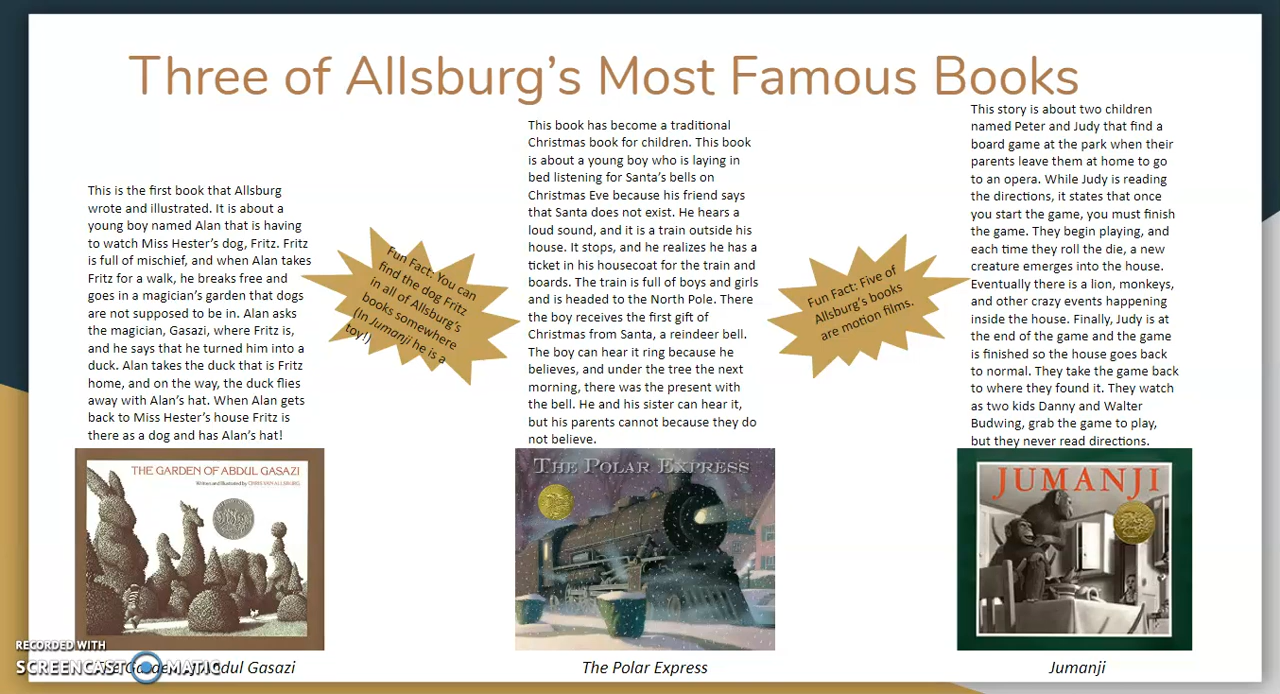 Three of Allsburg's Most Famous Books
This is the first book that Allsburg
wrote and illustrated. It is about a
young boy named Alan that is having
to watch Miss Hester's dog, Fritz. Fritz
is full of mischief, and when Alan takes
Fritz for a walk, he breaks free and
goes in a magician's garden that dogs
are not supposed to be in. Alan asks
the magician, Gasazi, where Fritz is,
and he says that he turned him into a
duck. Alan takes the duck that is Fritz
home, and on the way, the duck flies
away with Alan's hat. When Alan gets
back to Miss Hester's house Fritz is
there as a dog and has Alan's hat!
Fun Fact: You can
find the dog Fritz
in all of Allsburg's
books somewhere
(in Jumanji he is a
toy!)
This book has become a traditional
Christmas book for children. This book
is about a young boy who is laying in
bed listening for Santa's bells on
Christmas Eve because his friend says
that Santa does not exist. He hears a
loud sound, and it is a train outside his
house. It stops, and he realizes he has a
ticket in his housecoat for the train and
boards. The train is full of boys and girls
and is headed to the North Pole. There
the boy receives the first gift of
Christmas from Santa, a reindeer bell.
The boy can hear it ring because he
believes, and under the tree the next
morning, there was the present with
the bell. He and his sister can hear it,
but his parents cannot because they do
not believe.
Fun Fact: Five of
Allsburg's books
are motion films.
This story is about two children
named Peter and Judy that find a
board game at the park when their
parents leave them at home to go
to an opera. While Judy is reading
the directions, it states that once
you start the game, you must finish
the game. They begin playing, and
each time they roll the die, a new
creature emerges into the house.
Eventually there is a lion, monkeys,
and other crazy events happening
inside the house. Finally, Judy is at
the end of the game and the game
is finished so the house goes back
to normal. They take the game back
to where they found it. They watch
as two kids Danny and Walter
Budwing, grab the game to play,
but they never read directions.
THE GARDEN OF ABDUL GASAZI
Written and Illustrated by CHRIS VAN ALLSBURG
THE POLAR EXPRESS
JUMANJI
RECORDED WITH
SCREENCAST MATIC
Abdul Gasazi
The Polar Express
Jumanji